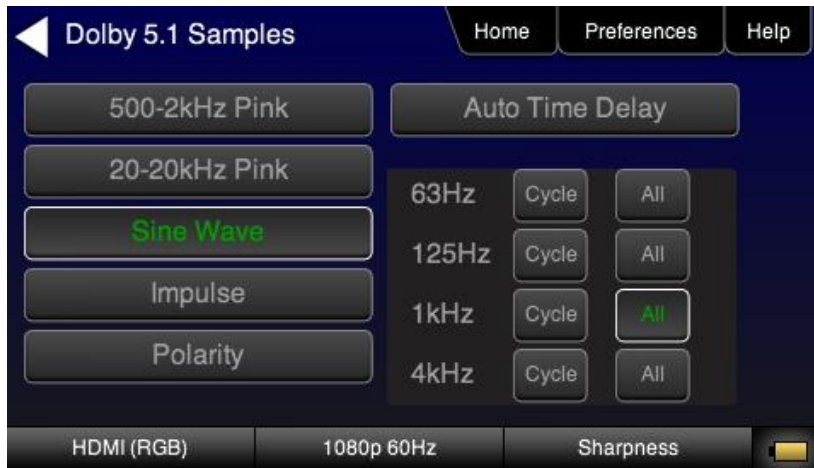 Dolby 5.1 Samples
Home
Preferences
Help
500-2kHz Pink
Auto Time Delay
20-20kHz Pink
Sine Wave
Impulse
Polarity
63Hz Cycle All
125Hz Cycle All
1kHz Cycle All
4kHz Cycle All
HDMI (RGB)
1080p 60Hz
Sharpness